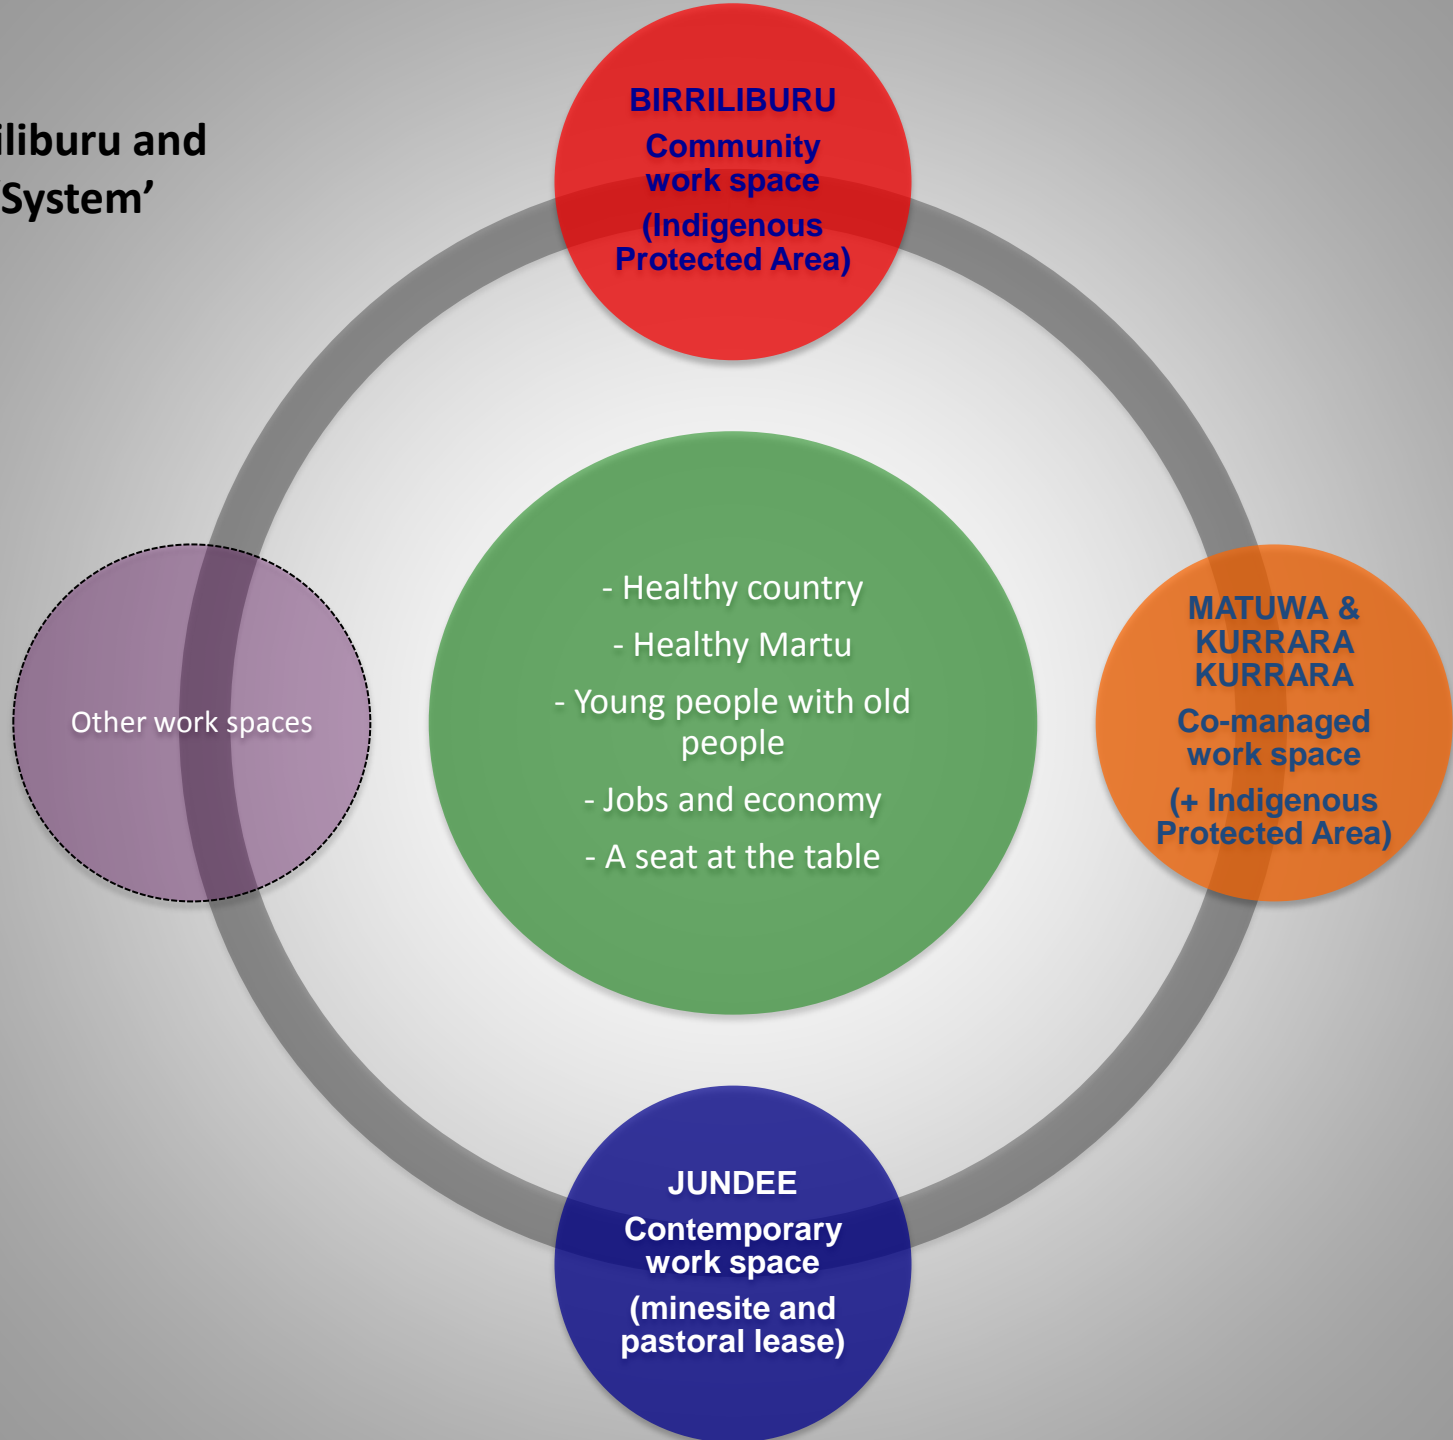 iliburu and
‘System’
BIRRILIBURU
Community
work space
(Indigenous
Protected Area)
- Healthy country
- Healthy Martu
- Young people with old
people
- Jobs and economy
- A seat at the table
Other work spaces
MATUWA &
KURRARA
KURRARA
Co-managed
work space
(+ Indigenous
Protected Area)
JUNDEE
Contemporary
work space
(minesite and
pastoral lease)